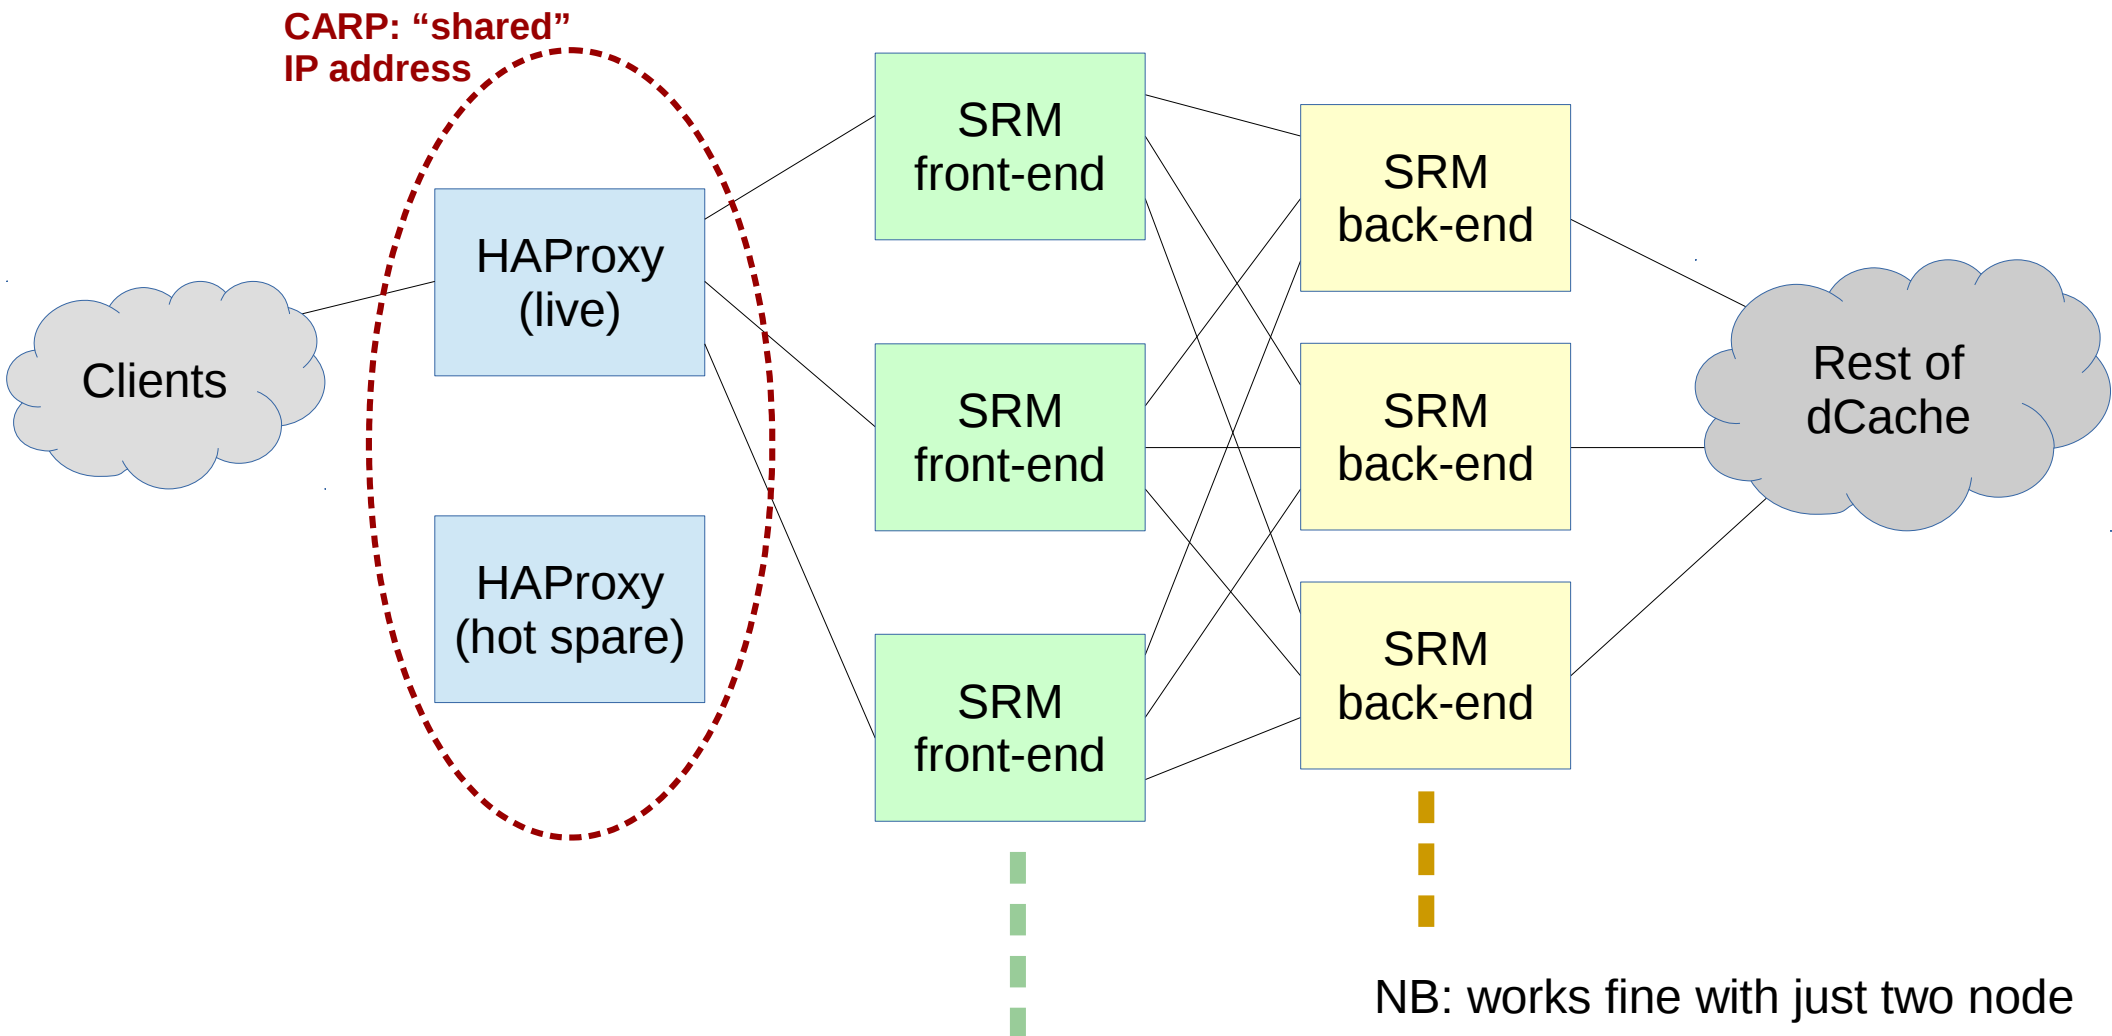 CARP: “shared”
IP address
Clients
HAProxy
(live)
HAProxy
(hot spare)
SRM
front-end
SRM
front-end
SRM
front-end
SRM
back-end
SRM
back-end
SRM
back-end
Rest of
dCache
NB: works fine with just two node